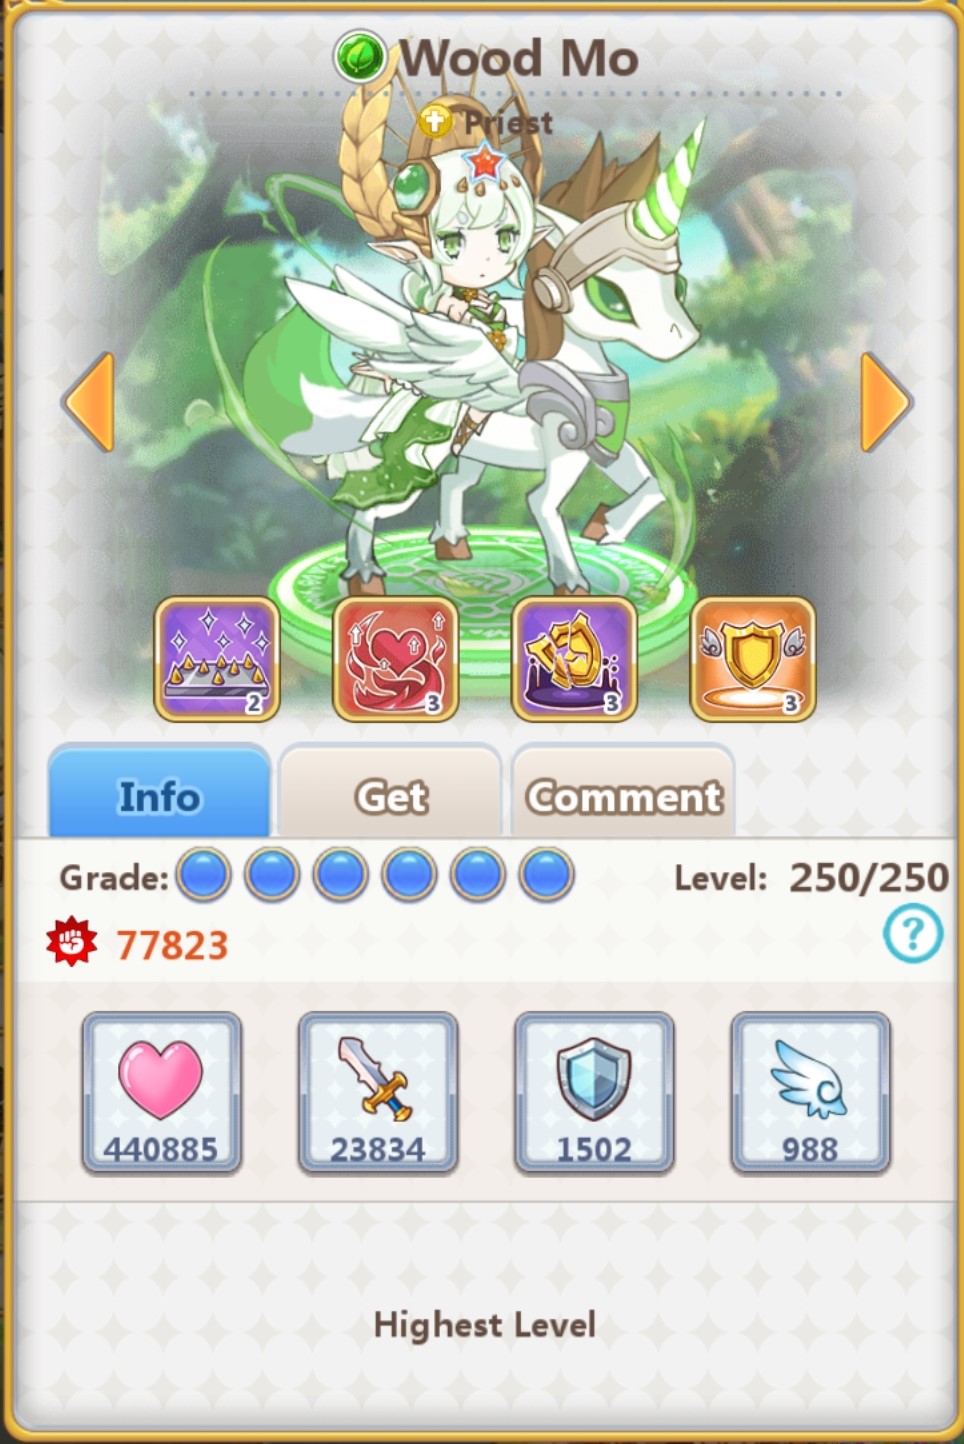 Wood Mo
Priest
2 3 3 3
Info Get Comment
Grade: Level: 250/250
77823 ?
440885 23834 1502 988
Highest Level